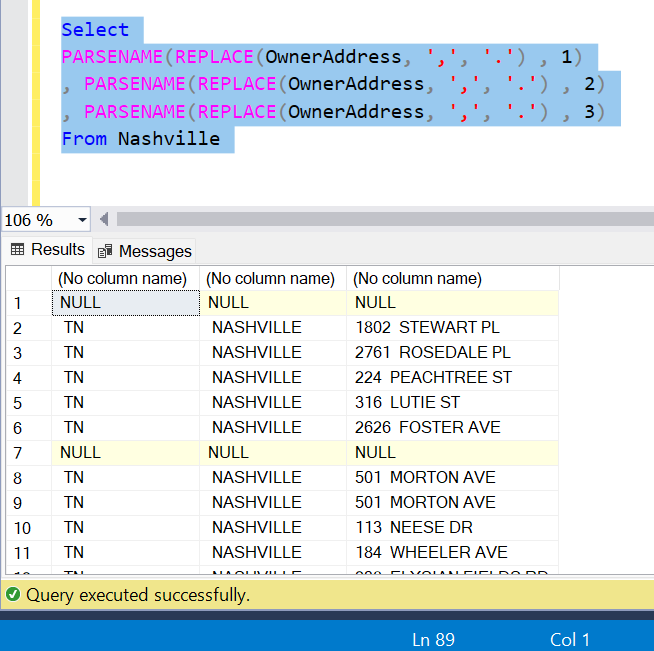 Select
PARSENAME(REPLACE(OwnerAddress, ',', '.') , 1)
, PARSENAME(REPLACE(OwnerAddress, ',', '.') , 2)
, PARSENAME(REPLACE(OwnerAddress, ',', '.') , 3)
From Nashville
106 %
Results Messages
(No column name) (No column name) (No column name)
1 NULL NULL NULL
2 TN NASHVILLE 1802 STEWART PL
3 TN NASHVILLE 2761 ROSEDALE PL
4 TN NASHVILLE 224 PEACHTREE ST
5 TN NASHVILLE 316 LUTIE ST
6 TN NASHVILLE 2626 FOSTER AVE
7 NULL NULL NULL
8 TN NASHVILLE 501 MORTON AVE
9 TN NASHVILLE 501 MORTON AVE
10 TN NASHVILLE 113 NEESE DR
11 TN NASHVILLE 184 WHEELER AVE
TN NASHVILLE ELYSIAN FIELDS RD
Query executed successfully.
Ln 89 Col 1